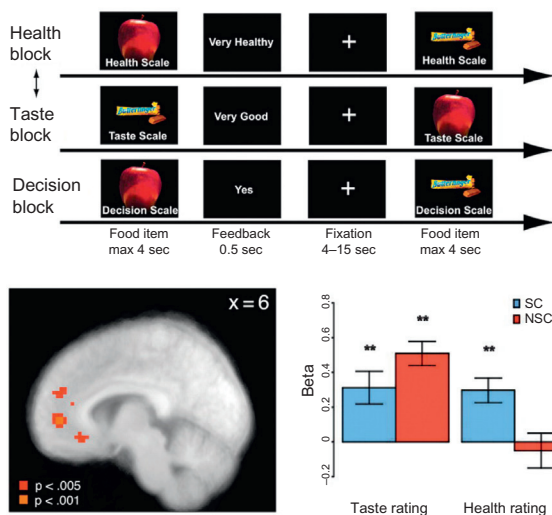 Health block
Health Scale
Very Healthy
+
Butterfinger
Health Scale
Taste block
Butterfinger
Taste Scale
Very Good
+
Taste Scale
Decision block
Decision Scale
Yes
+
Butterfinger
Decision Scale
Food item
max 4 sec
Feedback
0.5 sec
Fixation
4–15 sec
Food item
max 4 sec
x = 6
p < .005
p < .001
Beta
0.8
0.4
0.2
0
–0.2
**
**
**
SC
NSC
Taste rating
Health rating